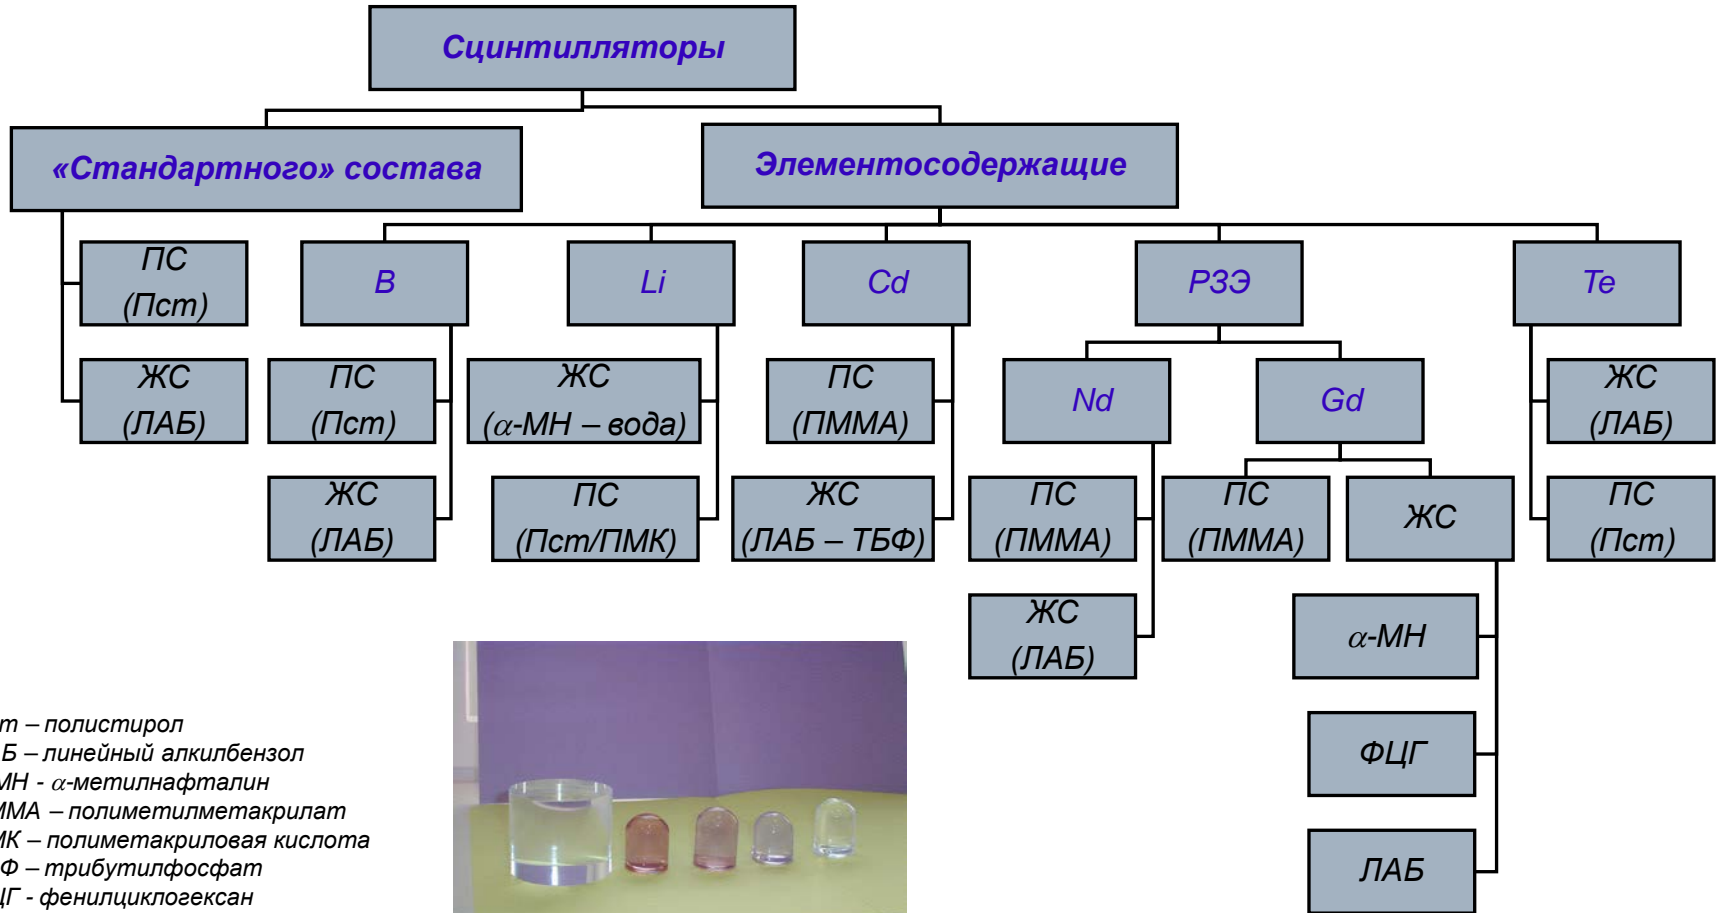 Сцинтилляторы
«Стандартного» состава
Элементосодержащие
ПС
(Пст)
B
Li
Cd
РЗЭ
Te
ЖС
(ЛАБ)
ПС
(Пст)
ЖС
(α-МН – вода)
ПС
(ПММА)
Nd
Gd
ЖС
(ЛАБ)
ЖС
(ЛАБ)
ПС
(Пст/ПМК)
ЖС
(ЛАБ – ТБФ)
ПС
(ПММА)
ПС
(ПММА)
ЖС
ПС
(Пст)
ЖС
(ЛАБ)
α-МН
ФЦГ
ЛАБ
т – полистирол
Б – линейный алкилбензол
МН - α-метилнафталин
ММА – полиметилметакрилат
МК – полиметакриловая кислота
Ф – трибутилфосфат
ЦГ - фенилциклогексан